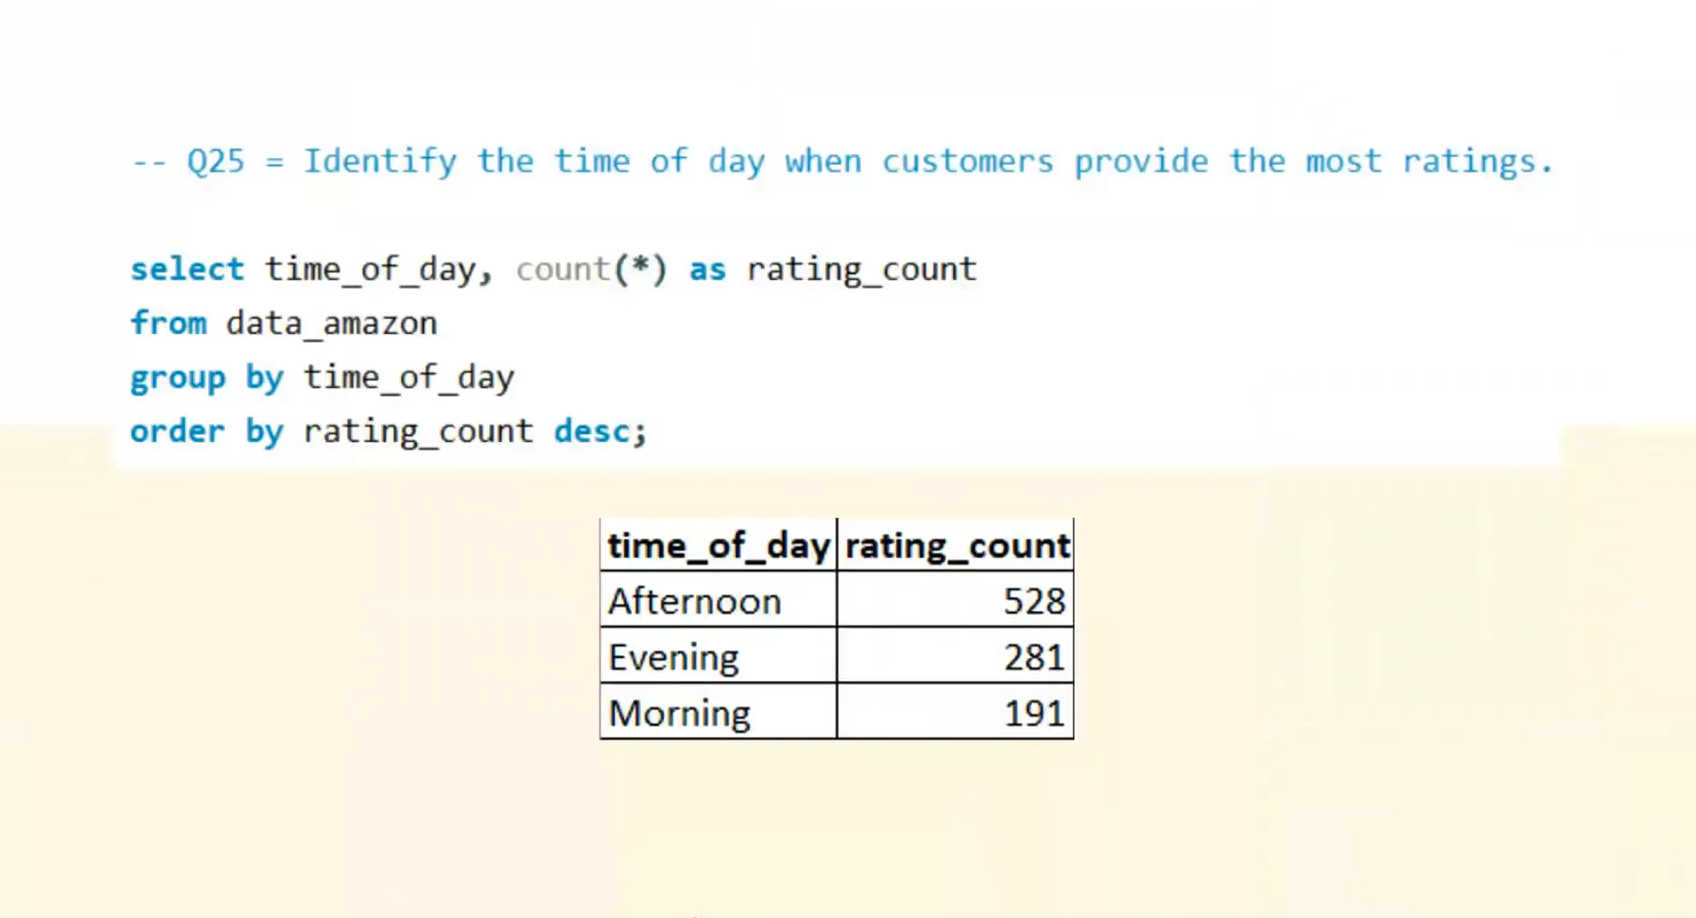 -- Q25 = Identify the time of day when customers provide the most ratings.
select time_of_day, count(*) as rating_count
from data_amazon
group by time_of_day
order by rating_count desc;
time_of_day rating_count
Afternoon 528
Evening 281
Morning 191